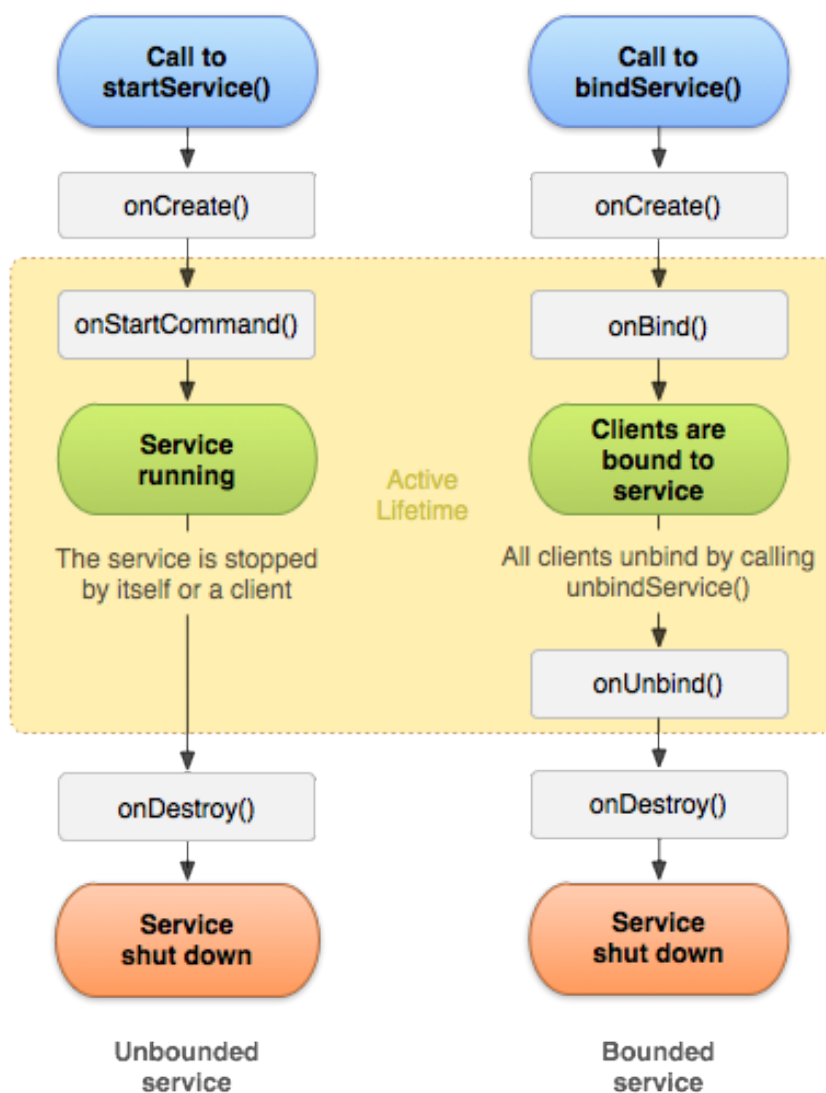 Call to
startService()
onCreate()
onStartCommand()
Service
running
The service is stopped
by itself or a client
onDestroy()
Service
shut down
Unbounded
service
Active
Lifetime
Call to
bindService()
onCreate()
onBind()
Clients are
bound to
service
All clients unbind by calling
unbindService()
onUnbind()
onDestroy()
Service
shut down
Bounded
service